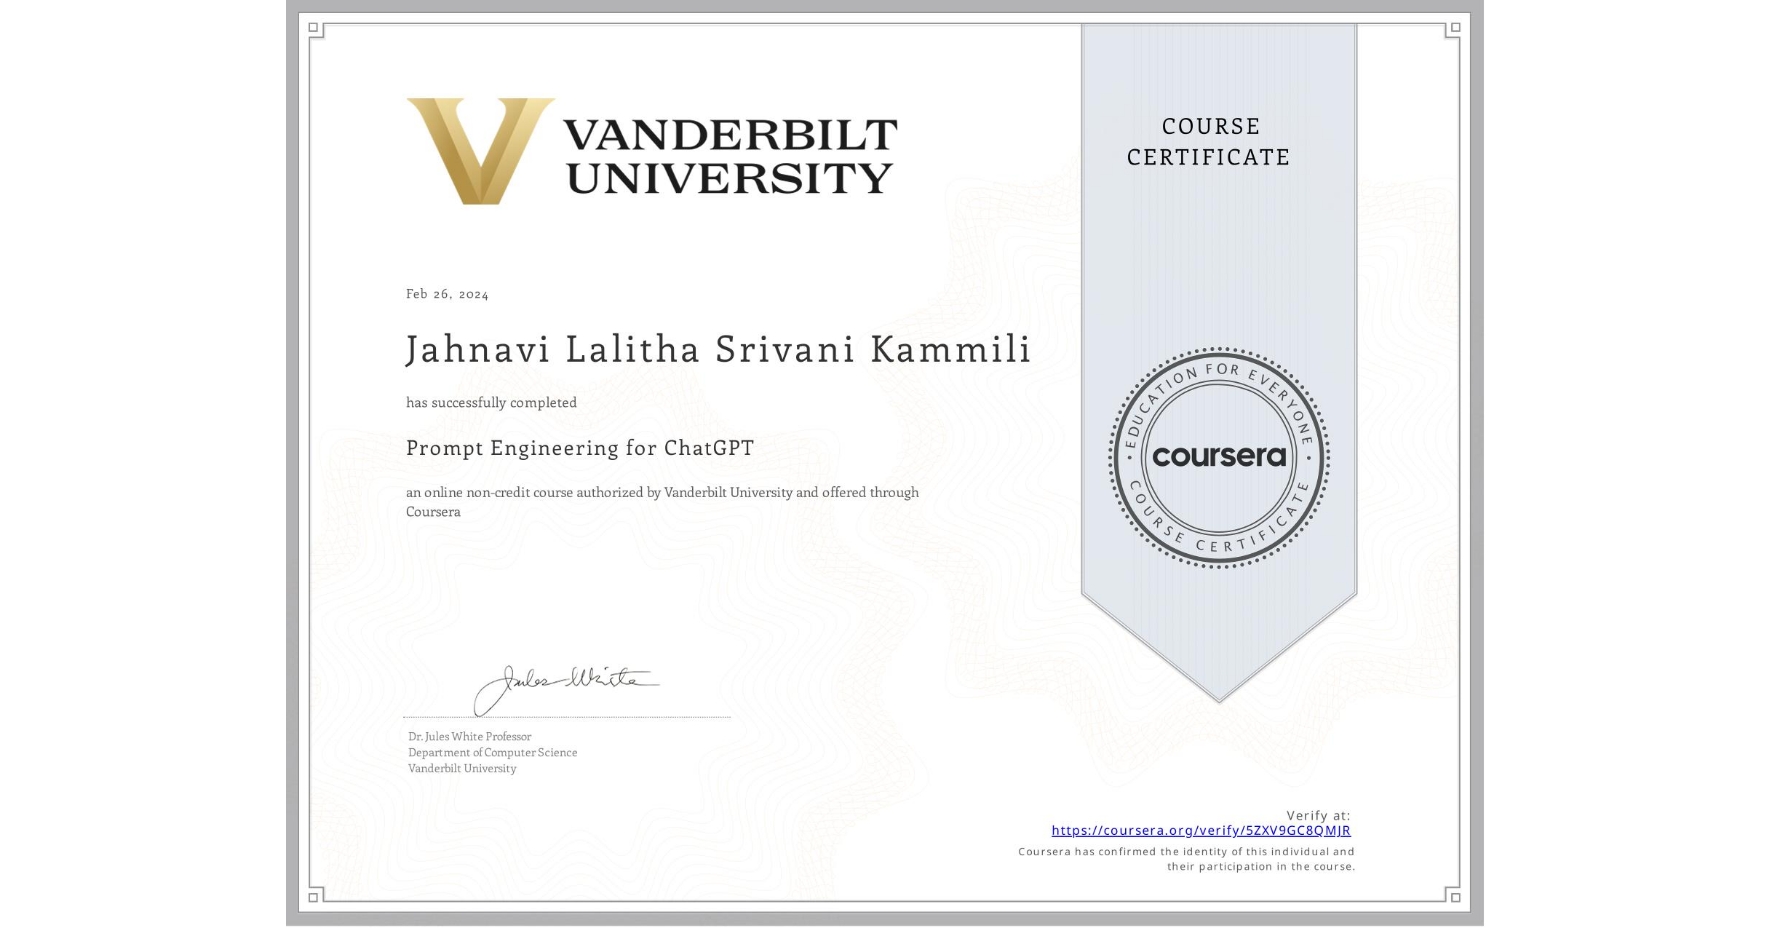 VANDERBILT
UNIVERSITY
COURSE
CERTIFICATE
Feb 26, 2024
Jahnavi Lalitha Srivani Kammili
has successfully completed
Prompt Engineering for ChatGPT
an online non-credit course authorized by Vanderbilt University and offered through
Coursera
EDUCATION FOR EVERYONE
coursera
COURSE CERTIFICATE
Jules White
Dr. Jules White Professor
Department of Computer Science
Vanderbilt University
Verify at:
https://coursera.org/verify/5ZXV9GC8QMJR
Coursera has confirmed the identity of this individual and
their participation in the course.